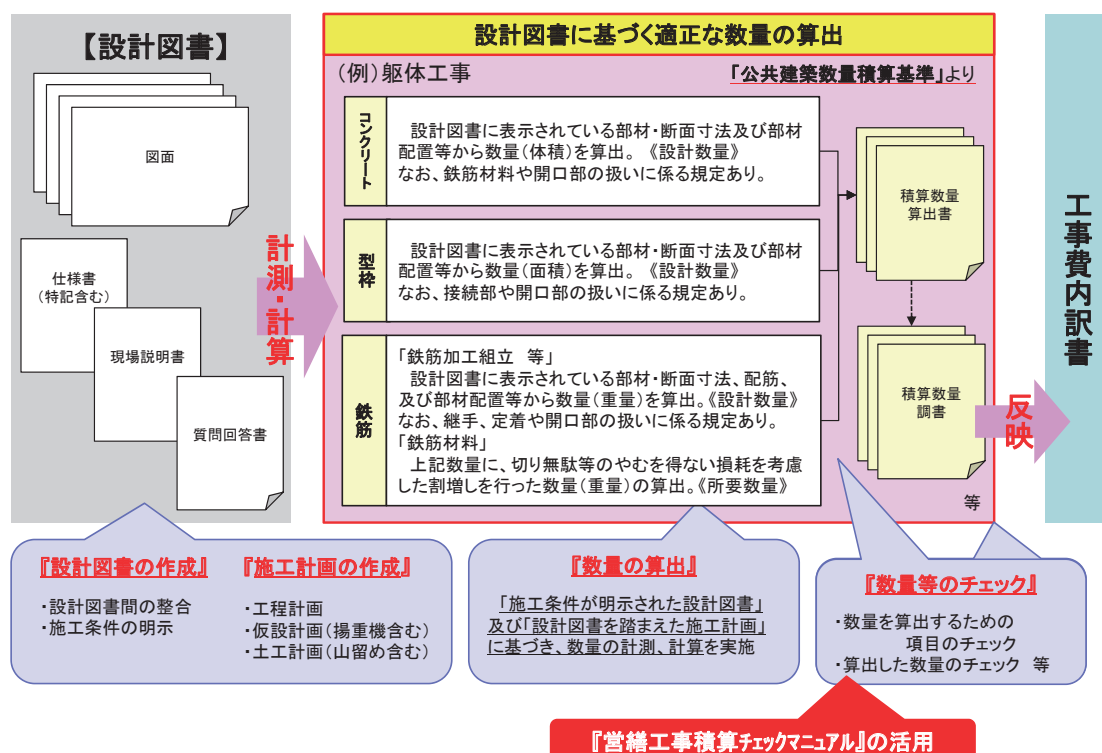 【設計図書】
図面
仕様書
(特記含む)
現場説明書
質問回答書
計測・計算
設計図書に基づく適正な数量の算出
(例)躯体工事
「公共建築数量積算基準」より
コンクリート
設計図書に表示されている部材・断面寸法及び部材
配置等から数量(体積)を算出。《設計数量》
なお、鉄筋材料や開口部の扱いに係る規定あり。
型枠
設計図書に表示されている部材・断面寸法及び部材
配置等から数量(面積)を算出。《設計数量》
なお、接続部や開口部の扱いに係る規定あり。
鉄筋
「鉄筋加工組立 等」
設計図書に表示されている部材・断面寸法、配筋、
及び部材配置等から数量(重量)を算出。《設計数量》
なお、継手、定着や開口部の扱いに係る規定あり。
「鉄筋材料」
上記数量に、切り無駄等のやむを得ない損耗を考慮
した割増しを行った数量(重量)の算出。《所要数量》
積算数量
算出書
積算数量
調書
等
反映
工事費内訳書
『設計図書の作成』
・設計図書間の整合
・施工条件の明示
『施工計画の作成』
・工程計画
・仮設計画(揚重機含む)
・土工計画(山留め含む)
『数量の算出』
「施工条件が明示された設計図書」
及び「設計図書を踏まえた施工計画」
に基づき、数量の計測、計算を実施
『数量等のチェック』
・数量を算出するための
項目のチェック
・算出した数量のチェック 等
『営繕工事積算チェックマニュアル』の活用